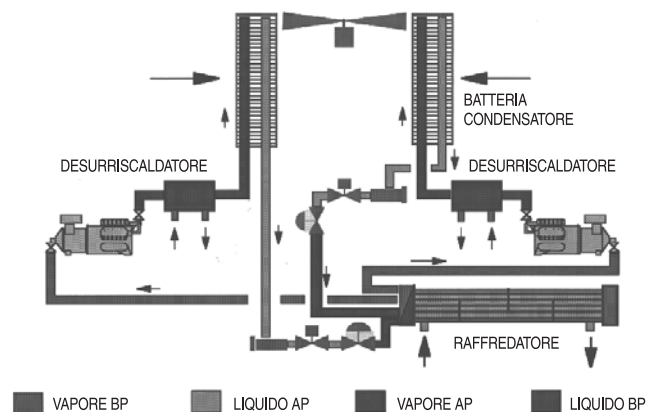 BATTERIA
CONDENSATORE
DESURRISCALDATORE
DESURRISCALDATORE
RAFFREDATORE
VAPORE BP
LIQUIDO AP
VAPORE AP
LIQUIDO BP